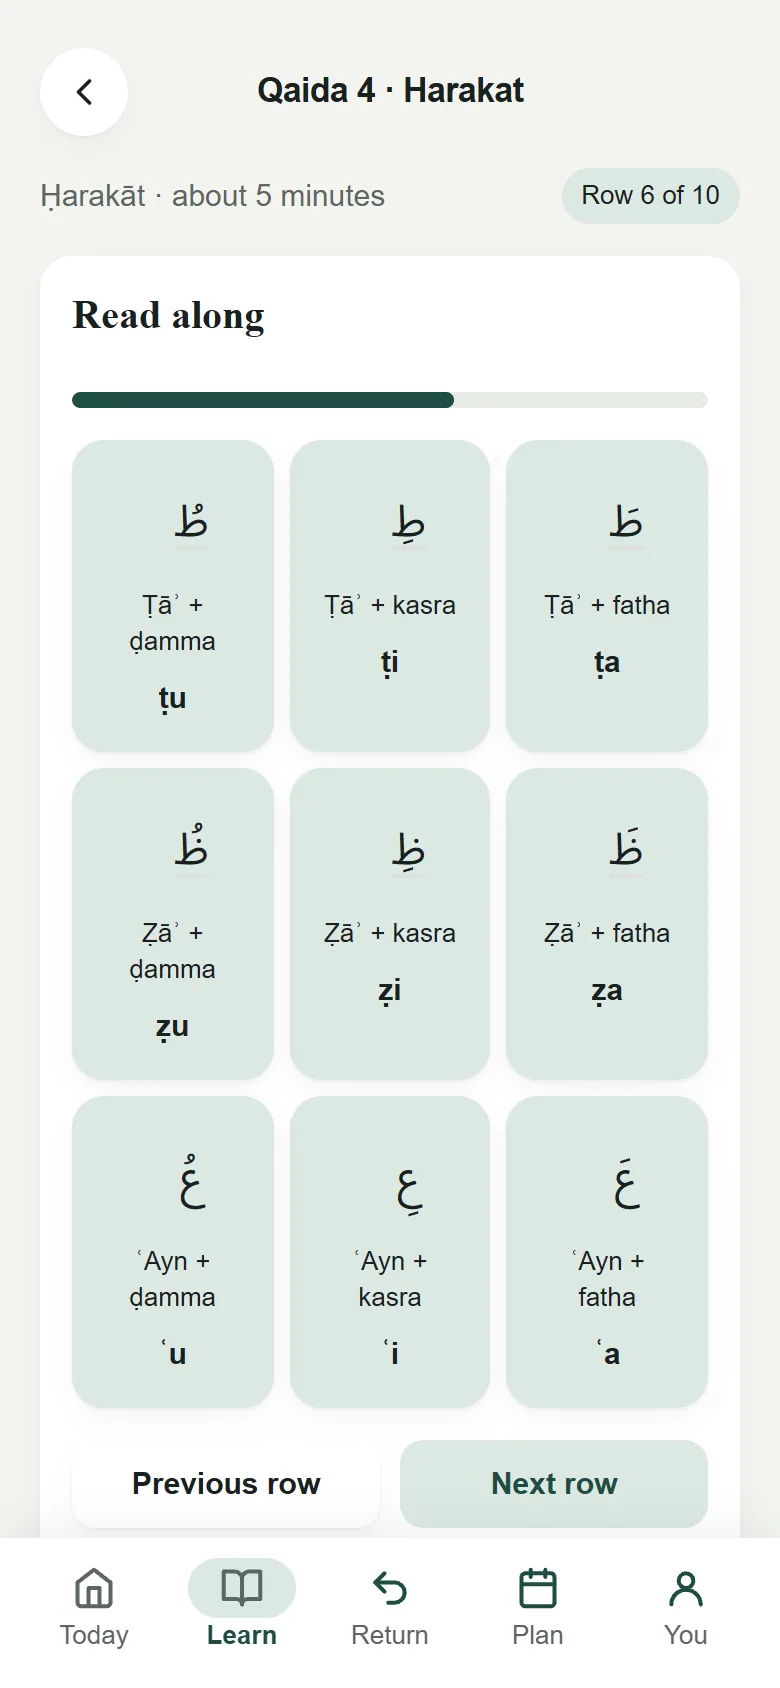 Qaida 4 · Harakat
Ḥarakāt · about 5 minutes
Row 6 of 10
Read along
طُ
طِ
طَ
Ṭāʾ +
ḍamma
ṭu
Ṭāʾ + kasra
ṭi
Ṭāʾ + fatha
ṭa
ظُ
ظِ
ظَ
Ẓāʾ +
ḍamma
ẓu
Ẓāʾ + kasra
ẓi
Ẓāʾ + fatha
ẓa
عُ
عِ
عَ
ʿAyn +
ḍamma
ʿu
ʿAyn +
kasra
ʿi
ʿAyn +
fatha
ʿa
Previous row
Next row
Today
Learn
Return
Plan
You